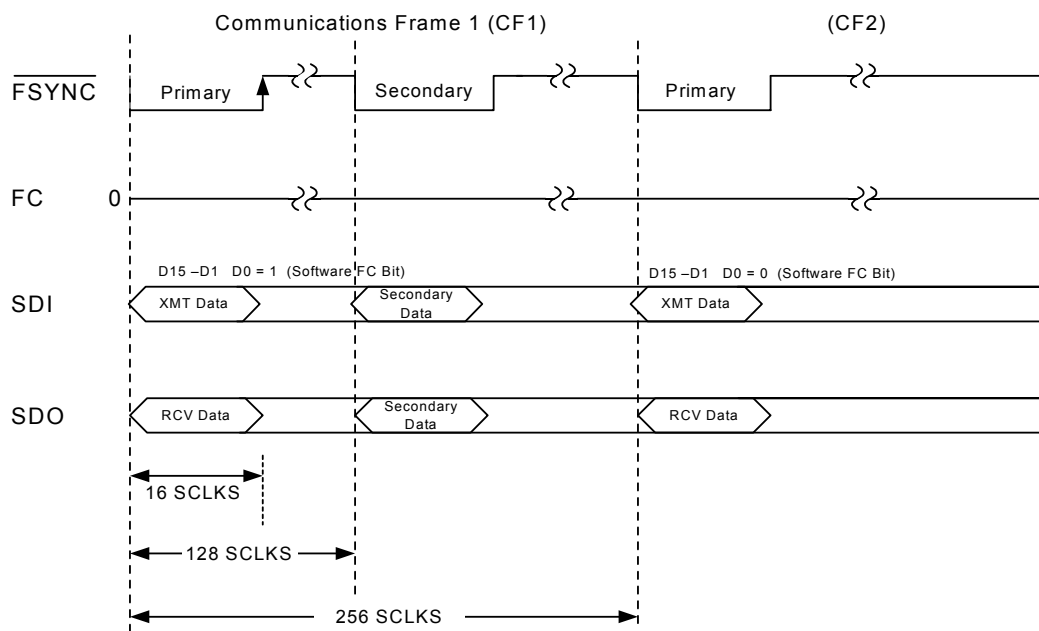 Communications Frame 1 (CF1)
(CF2)
FSYNC
Primary
Secondary
Primary
FC
0
D15 –D1 D0 = 1 (Software FC Bit)
D15 –D1 D0 = 0 (Software FC Bit)
SDI
XMT Data
Secondary
Data
XMT Data
SDO
RCV Data
Secondary
Data
RCV Data
16 SCLKS
128 SCLKS
256 SCLKS